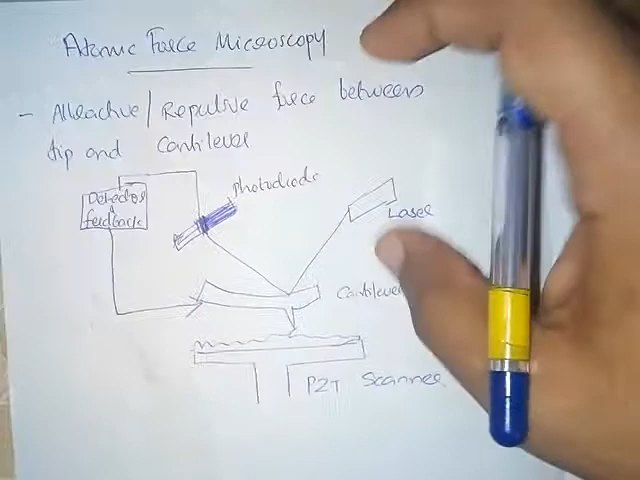 Atomic Force Microscopy
- Attractive/Repulsive force between
tip and Cantilever
Detector &
feedback
photodiode
Laser
Cantilever
PZT Scanner